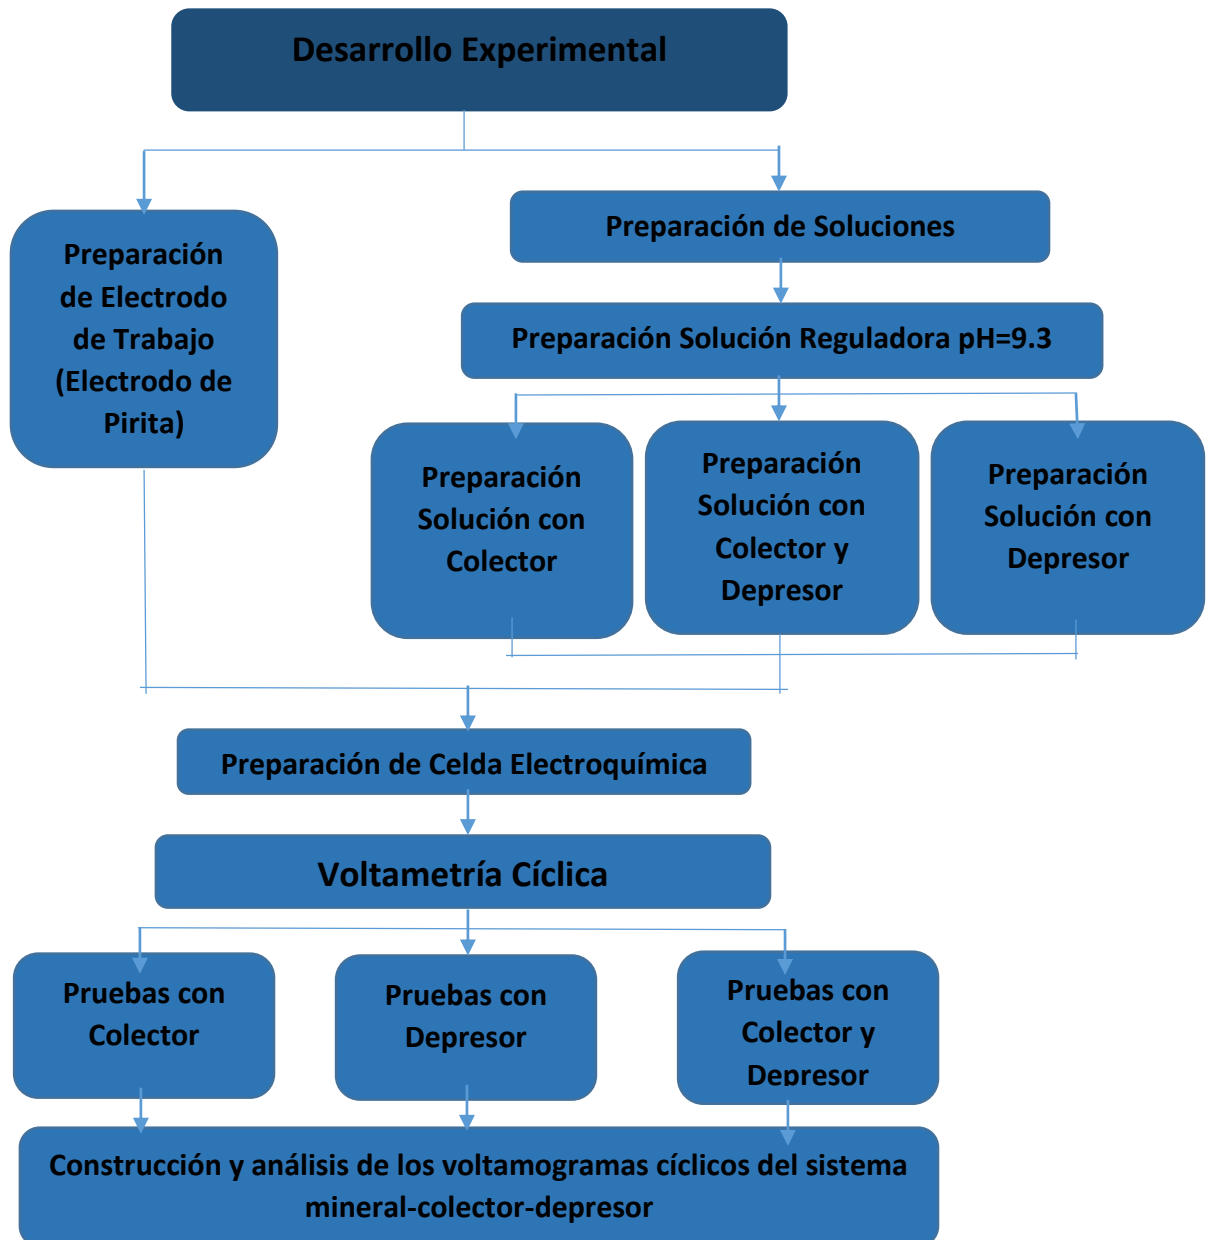 Desarrollo Experimental
Preparación
de Electrodo
de Trabajo
(Electrodo de
Pirita)
Preparación de Soluciones
Preparación Solución Reguladora pH=9.3
Preparación
Solución con
Colector
Preparación
Solución con
Colector y
Depresor
Preparación
Solución con
Depresor
Preparación de Celda Electroquímica
Voltametría Cíclica
Pruebas con
Colector
Pruebas con
Depresor
Pruebas con
Colector y
Depresor
Construcción y análisis de los voltamogramas cíclicos del sistema
mineral-colector-depresor